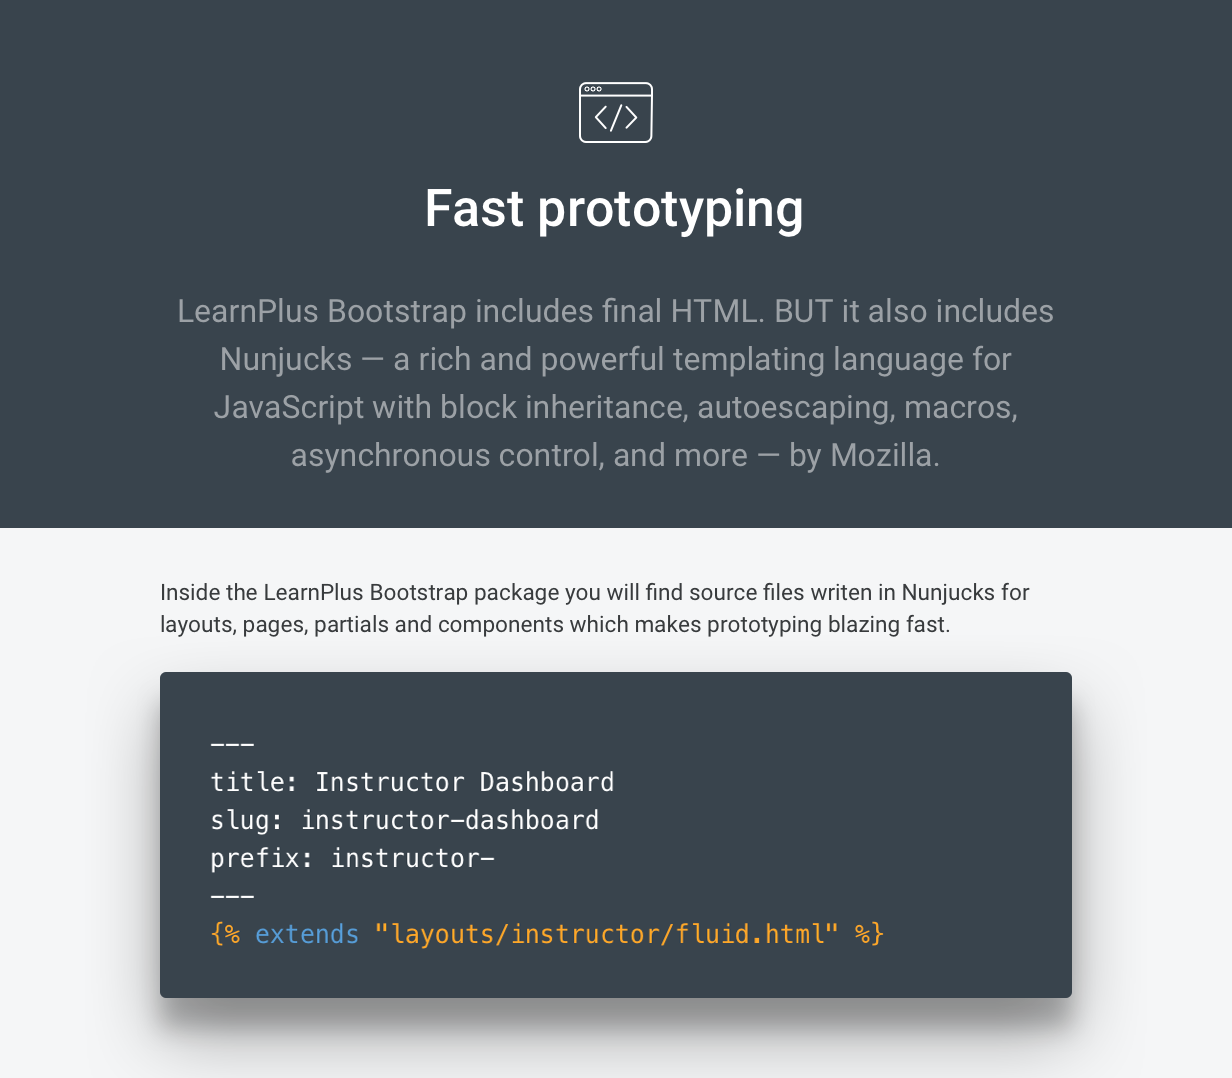 </>
Fast prototyping
LearnPlus Bootstrap includes final HTML. BUT it also includes
Nunjucks — a rich and powerful templating language for
JavaScript with block inheritance, autoescaping, macros,
asynchronous control, and more — by Mozilla.
Inside the LearnPlus Bootstrap package you will find source files writen in Nunjucks for
layouts, pages, partials and components which makes prototyping blazing fast.
---
title: Instructor Dashboard
slug: instructor-dashboard
prefix: instructor-
---
{% extends "layouts/instructor/fluid.html" %}